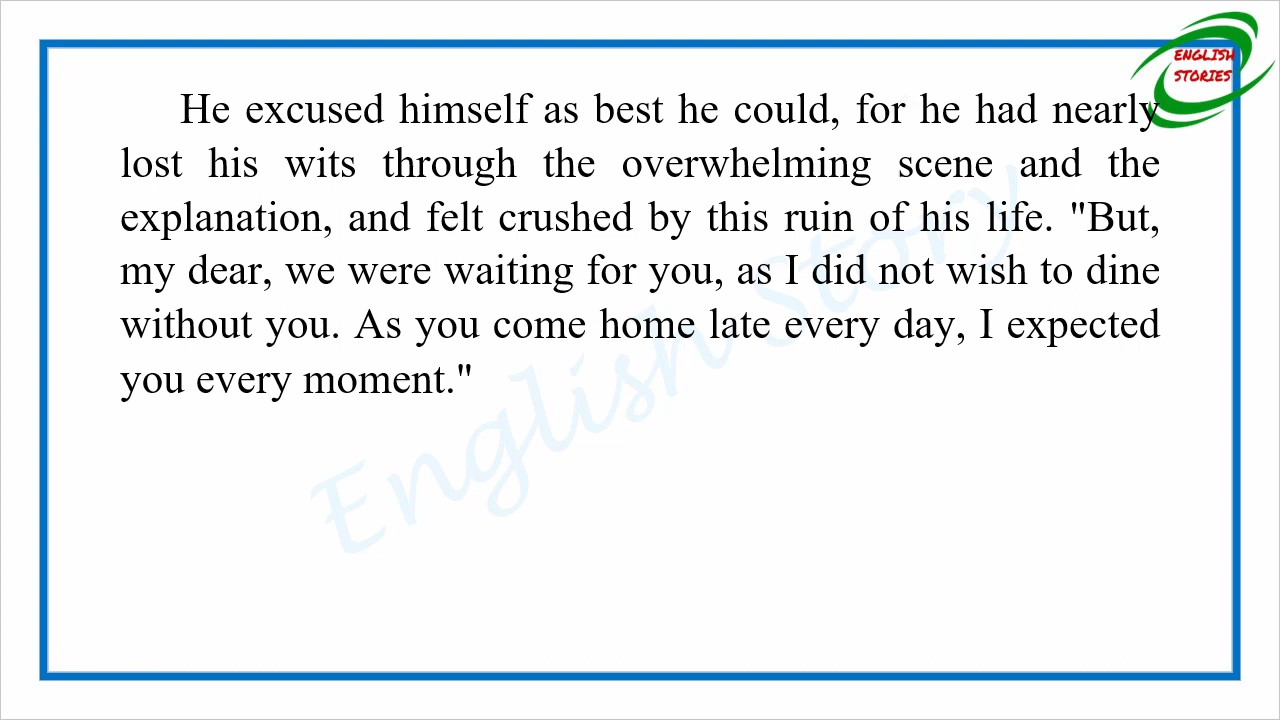 ENGLISH
STORIES
He excused himself as best he could, for he had nearly
lost his wits through the overwhelming scene and the
explanation, and felt crushed by this ruin of his life. "But,
my dear, we were waiting for you, as I did not wish to dine
without you. As you come home late every day, I expected
you every moment."
English Story